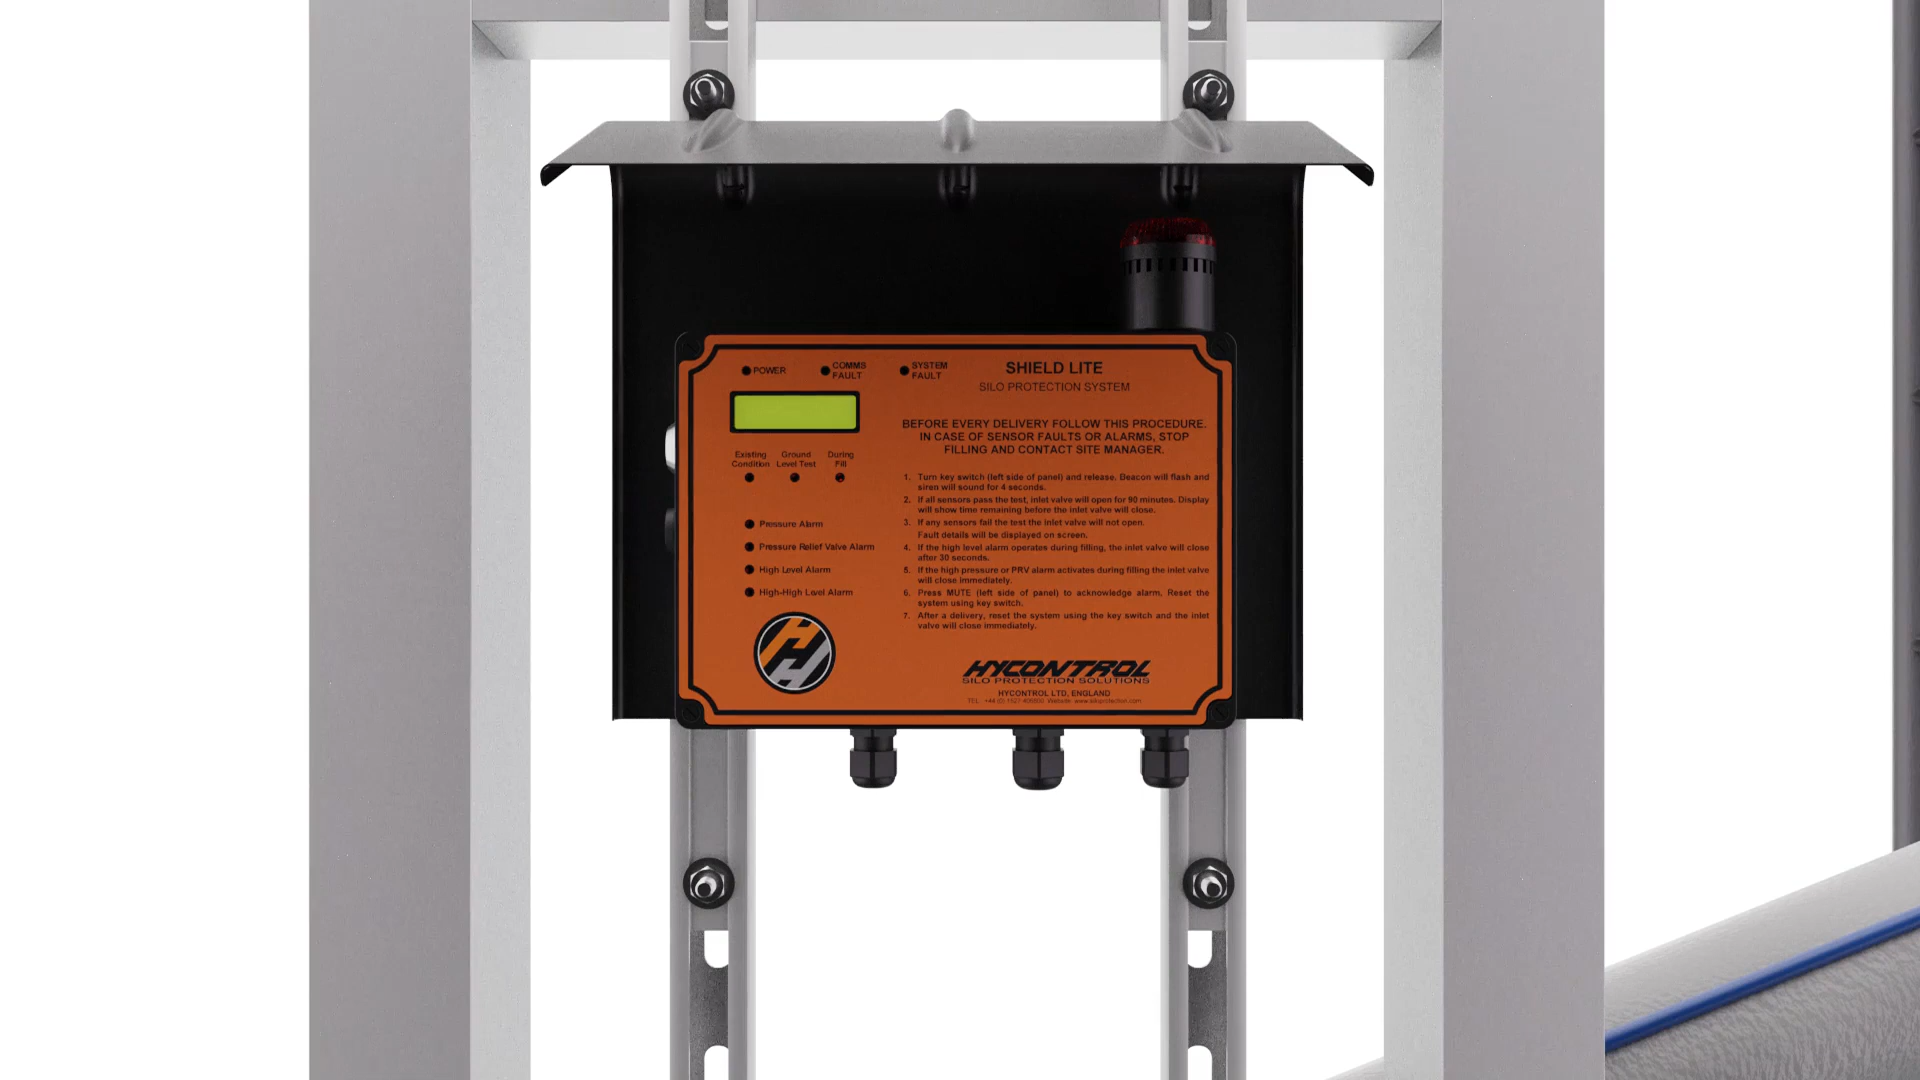 POWER
COMMS
FAULT
SYSTEM
FAULT
SHIELD LITE
SILO PROTECTION SYSTEM
BEFORE EVERY DELIVERY FOLLOW THIS PROCEDURE.
IN CASE OF SENSOR FAULTS OR ALARMS, STOP
FILLING AND CONTACT SITE MANAGER.
Existing
Condition
Ground
Level Test
During
Fill
1. Turn key switch (left side of panel) and release. Beacon will flash and
siren will sound for 4 seconds.
2. If all sensors pass the test, inlet valve will open for 90 minutes. Display
will show time remaining before the inlet valve will close.
3. If any sensors fail the test the inlet valve will not open.
Fault details will be displayed on screen.
4. If the high level alarm operates during filling, the inlet valve will close
after 30 seconds.
5. If the high pressure or PRV alarm activates during filling the inlet valve
will close immediately.
6. Press MUTE (left side of panel) to acknowledge alarm. Reset the
system using key switch.
7. After a delivery, reset the system using the key switch and the inlet
valve will close immediately.
Pressure Alarm
Pressure Relief Valve Alarm
High Level Alarm
High-High Level Alarm
HYCONTROL
SILO PROTECTION SOLUTIONS
HYCONTROL LTD, ENGLAND
TEL: +44 (0) 1527 406800 Website: www.siloprotection.com